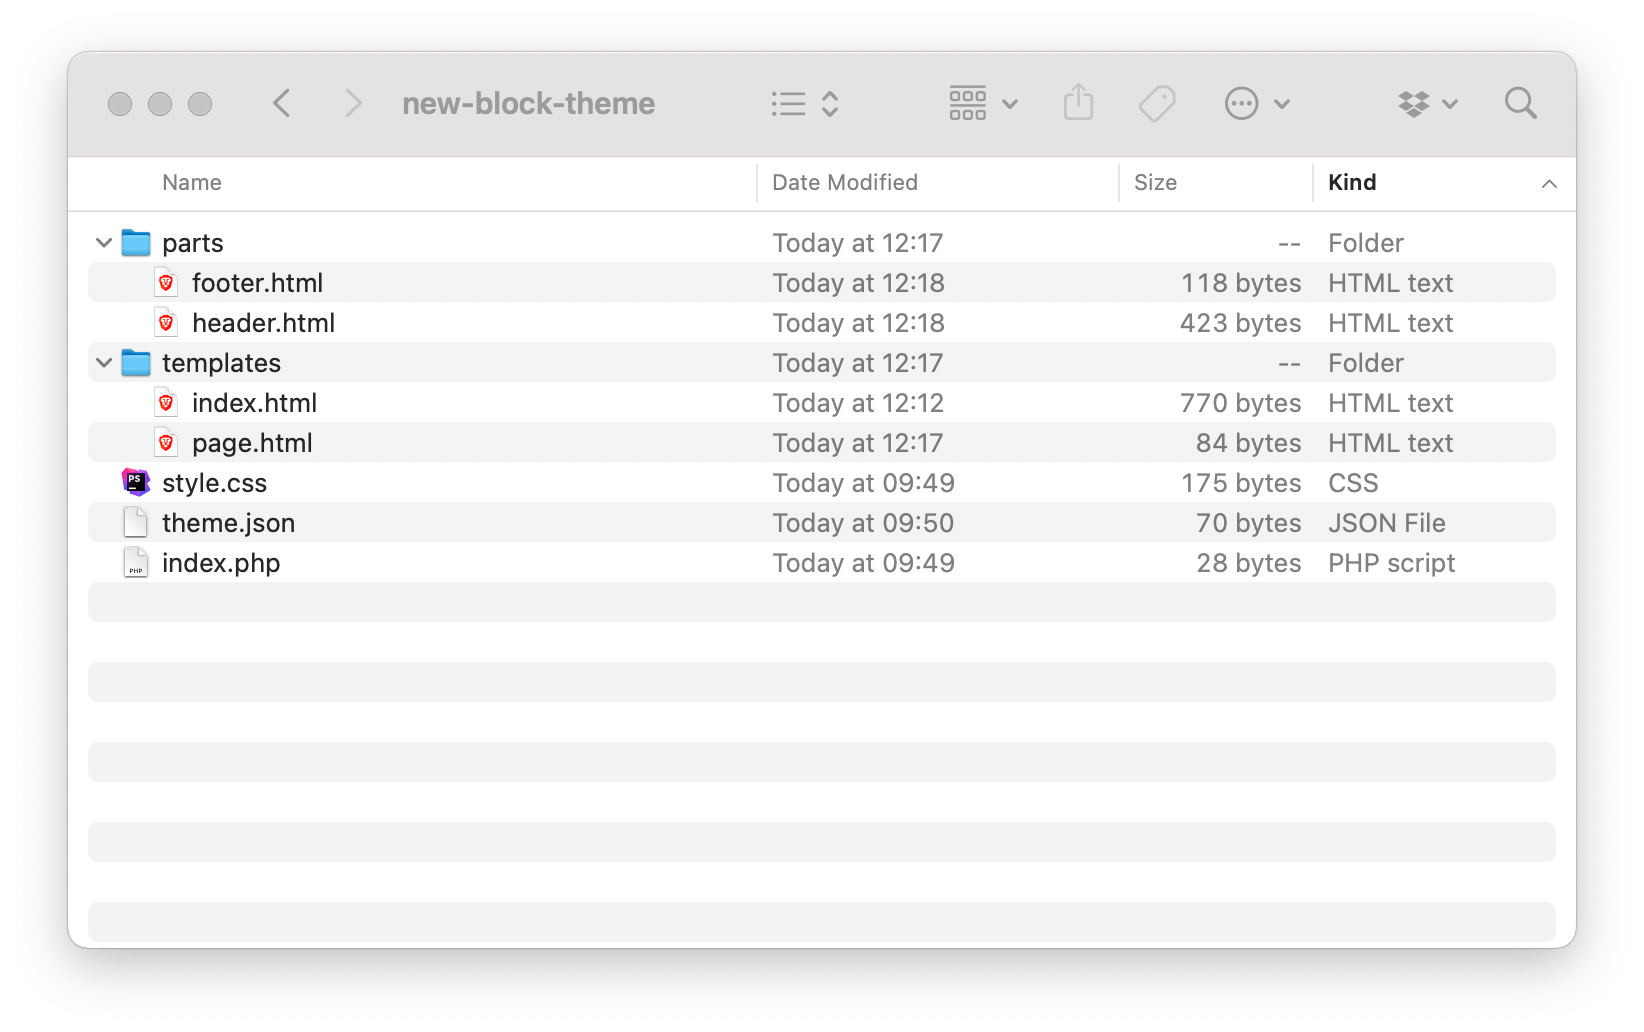 new-block-theme
Name Date Modified Size Kind
parts Today at 12:17 -- Folder
footer.html Today at 12:18 118 bytes HTML text
header.html Today at 12:18 423 bytes HTML text
templates Today at 12:17 -- Folder
index.html Today at 12:12 770 bytes HTML text
page.html Today at 12:17 84 bytes HTML text
PS style.css Today at 09:49 175 bytes CSS
theme.json Today at 09:50 70 bytes JSON File
PHP index.php Today at 09:49 28 bytes PHP script